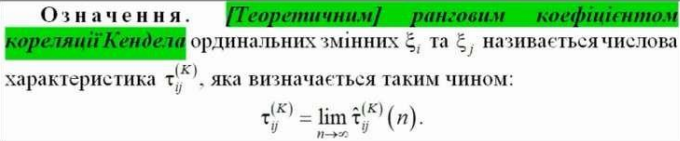 Означення. [Теоретичним] ранговим коефіцієнтом
кореляції Кендела ординальних змінних ξᵢ та ξⱼ називається числова
характеристика τᵢⱼ⁽ᴷ⁾, яка визначається таким чином:
τᵢⱼ⁽ᴷ⁾ = lim n→∞ τ̂ᵢⱼ⁽ᴷ⁾(n).